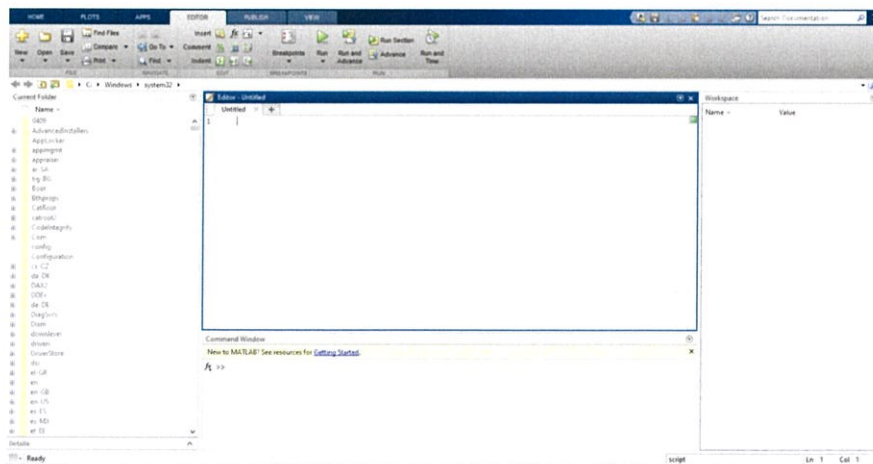 HOME PLOTS APPS EDITOR PUBLISH VIEW
Search Documentation
New Open Save Find Files Compare Print
Go To Find
Insert Comment Indent
Breakpoints Run Run and Advance Run Section Advance Run and Time
FILE NAVIGATE EDIT BREAKPOINTS RUN
C: Windows system32
Current Folder
Name
0409
AdvancedInstallers
AppLocker
appmgmt
appraiser
ar-SA
bg-BG
Boot
Bthprops
CatRoot
catroot2
CodeIntegrity
Com
config
Configuration
cs-CZ
da-DK
DDFs
de-DE
DiagSvcs
Dism
downlevel
drivers
DriverStore
dsc
el-GR
en
en-GB
en-US
es-ES
es-MX
et-EE
Details
Ready
Editor - Untitled
Untitled +
1
Command Window
New to MATLAB? See resources for Getting Started.
fx >>
Workspace
Name Value
script Ln 1 Col 1